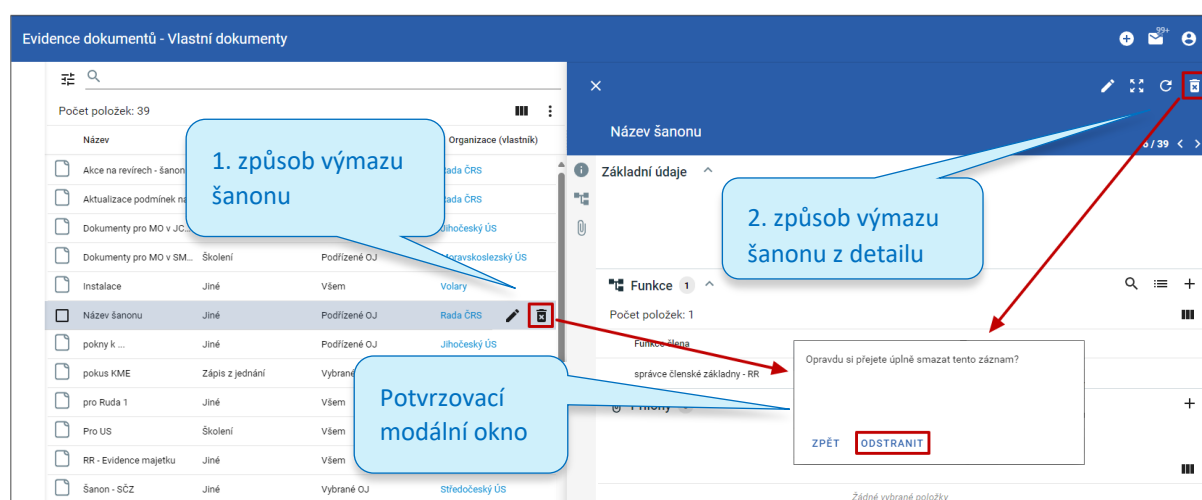 Evidence dokumentů - Vlastní dokumenty
99+
Počet položek: 39
Název
Organizace (vlastník)
Akce na revírech - šanon
Rada ČRS
Aktualizace podmínek na
Rada ČRS
Dokumenty pro MO v JC...
Jihočeský ÚS
Dokumenty pro MO v SM... Školení Podřízené OJ Moravskoslezský ÚS
Instalace Jiné Všem Volary
Název šanonu Jiné Podřízené OJ Rada ČRS
pokny k ... Jiné Podřízené OJ Jihočeský ÚS
pokus KME Zápis z jednání Vybrané
pro Ruda 1 Jiné Všem
Pro US Školení Všem
RR - Evidence majetku Jiné Všem
Šanon - SČZ Jiné Vybrané OJ Středočeský ÚS
1. způsob výmazu
šanonu
Potvrzovací
modální okno
Název šanonu
/ 39
Základní údaje
2. způsob výmazu
šanonu z detailu
Funkce 1
Počet položek: 1
Funkce člena
správce členské základny - RR
Opravdu si přejete úplně smazat tento záznam?
ZPĚT ODSTRANIT
Žádné vybrané položky